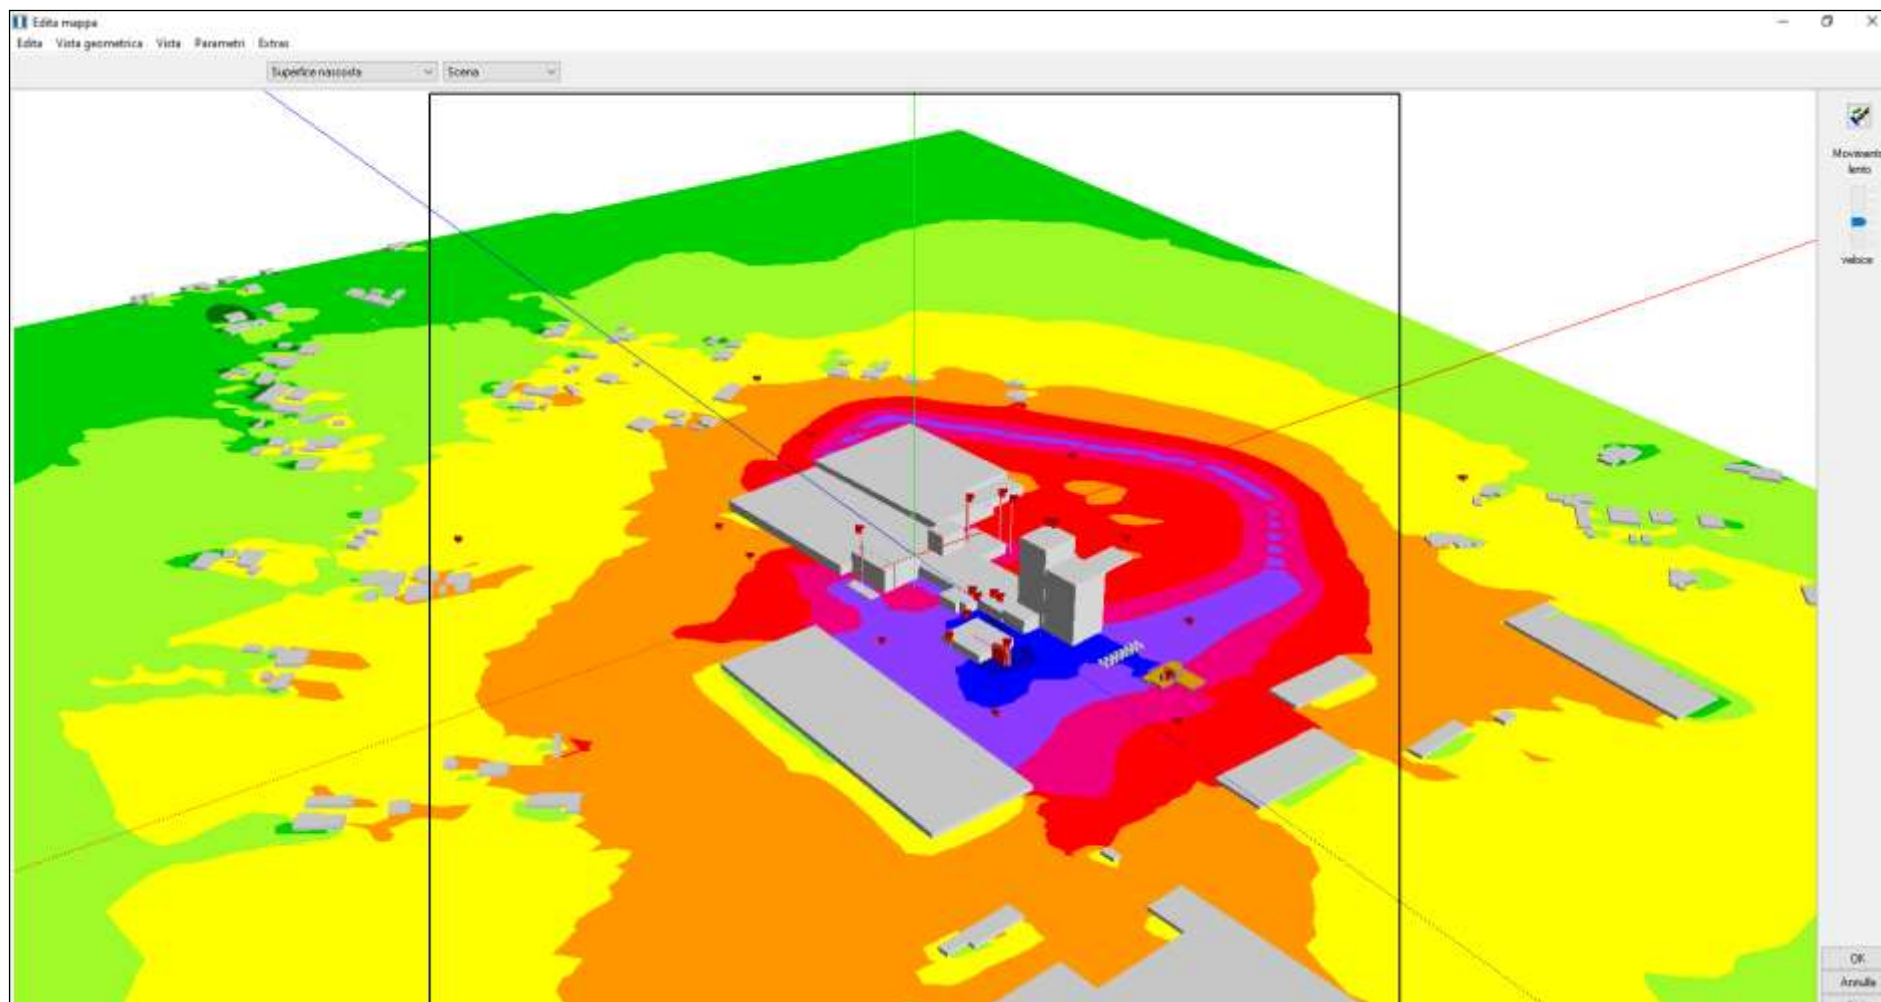 Edita mappa
Edita Vista geometrica Vista Parametri Extras
Superfice nascosta Scena
Movimento
lento
veloce
OK
Annulla